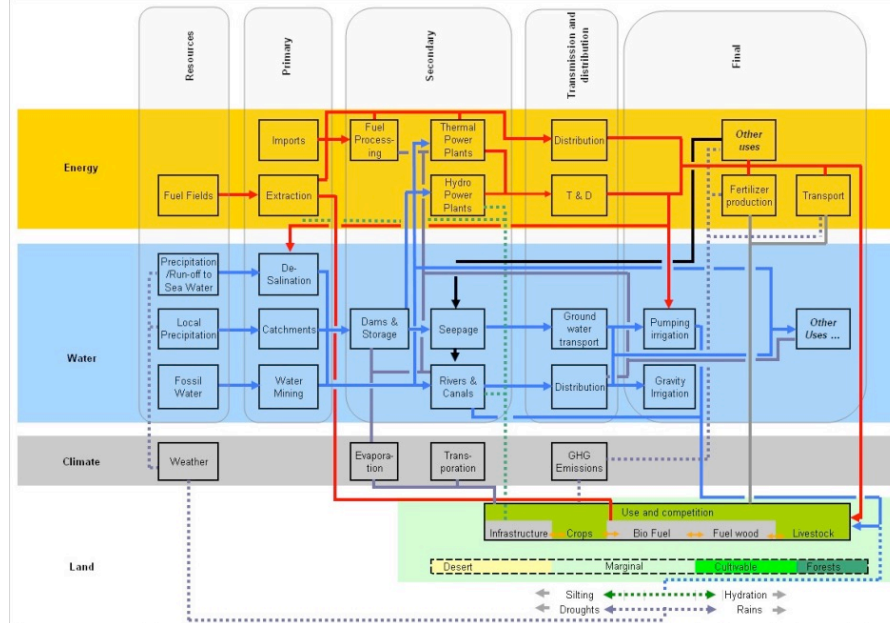 Resources
Primary
Secondary
Transmission and
distribution
Final
Energy
Imports
Fuel
Process-
ing
Thermal
Power
Plants
Distribution
Other
uses
Fuel Fields
Extraction
Hydro
Power
Plants
T & D
Fertilizer
production
Transport
Water
Precipitation
/Run-off to
Sea Water
De-
Salination
Local
Precipitation
Catchments
Dams &
Storage
Seepage
Ground
water
transport
Pumping
irrigation
Other
Uses ...
Fossil
Water
Water
Mining
Rivers &
Canals
Distribution
Gravity
Irrigation
Climate
Weather
Evapora-
tion
Trans-
poration
GHG
Emissions
Land
Use and competition
Infrastructure
Crops
Bio Fuel
Fuel wood
Livestock
Desert
Marginal
Cultivable
Forests
Silting
Hydration
Droughts
Rains